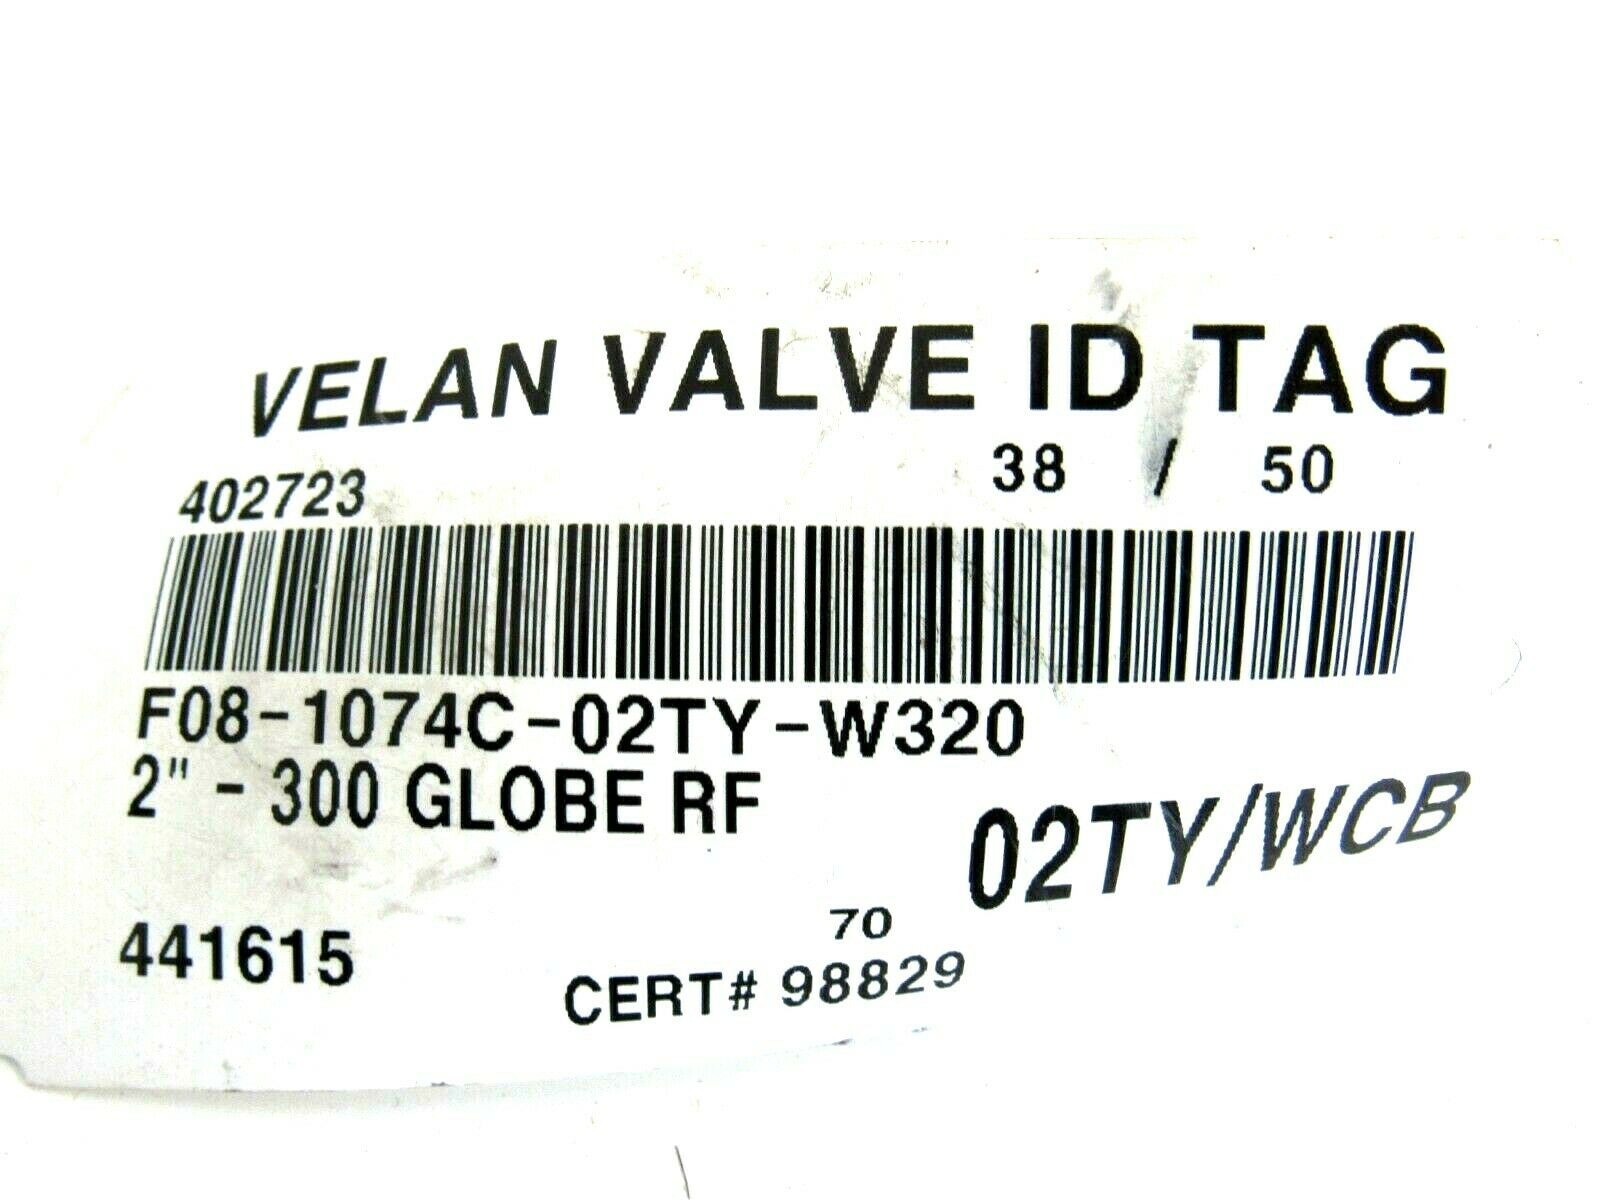 VELAN VALVE ID TAG
402723 38 / 50
F08-1074C-02TY-W320
2" - 300 GLOBE RF
02TY/WCB
70
441615 CERT# 98829